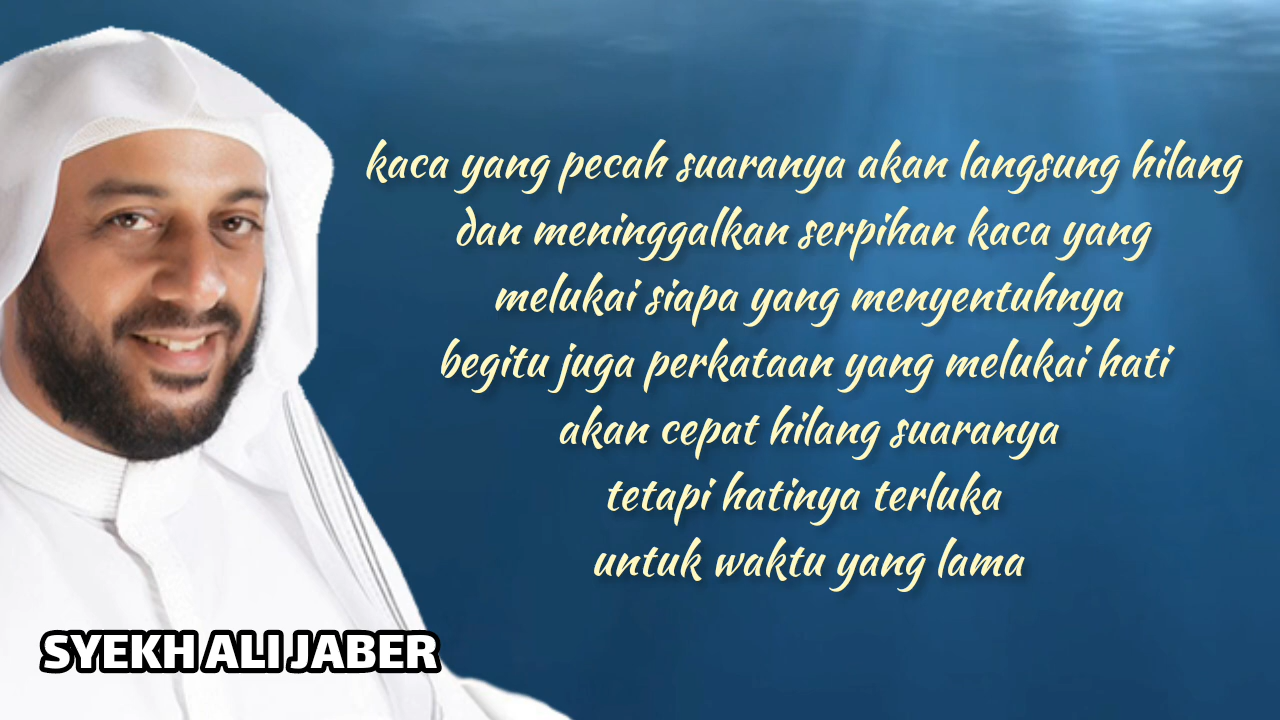 kaca yang pecah suaranya akan langsung hilang
dan meninggalkan serpihan kaca yang
melukai siapa yang menyentuhnya
begitu juga perkataan yang melukai hati
akan cepat hilang suaranya
tetapi hatinya terluka
untuk waktu yang lama
SYEKH ALI JABER